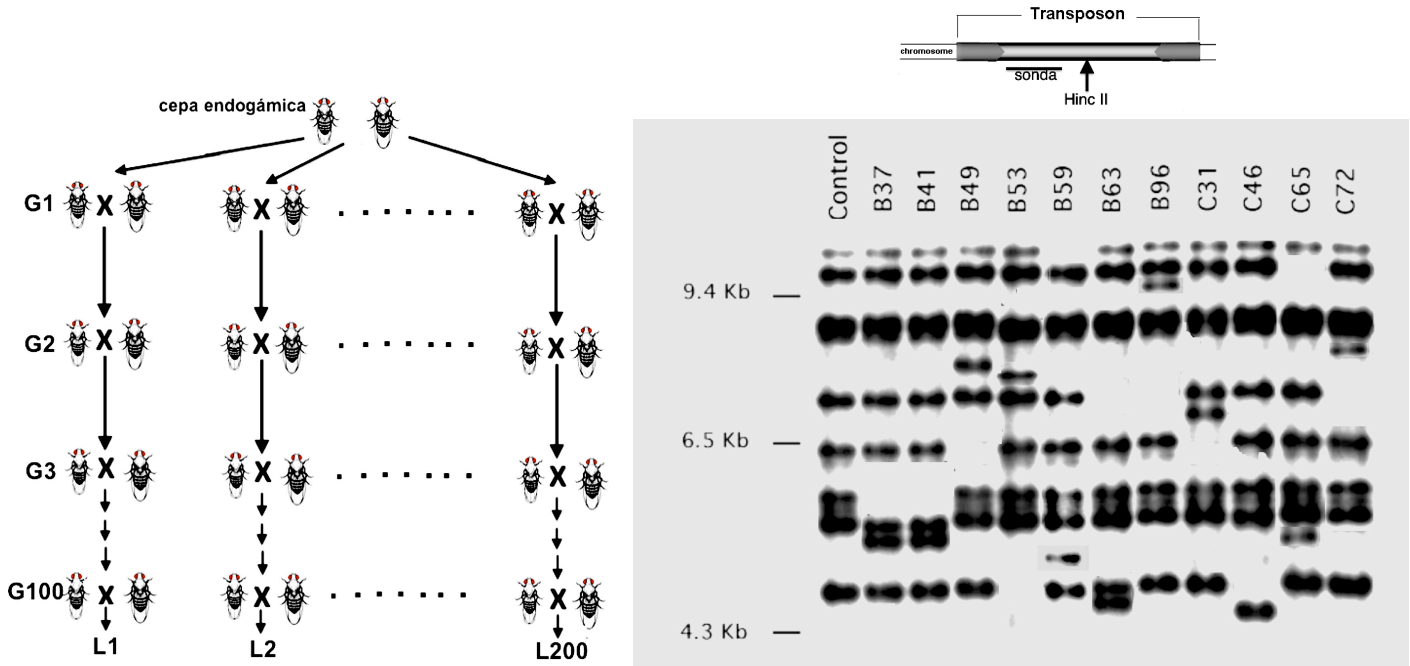 Transposon
chromosome
sonda
Hinc II
cepa endogámica
G1
X X X
G2
X X X
G3
X X X
G100
X X X
L1 L2 L200
Control B37 B41 B49 B53 B59 B63 B96 C31 C46 C65 C72
9.4 Kb
6.5 Kb
4.3 Kb